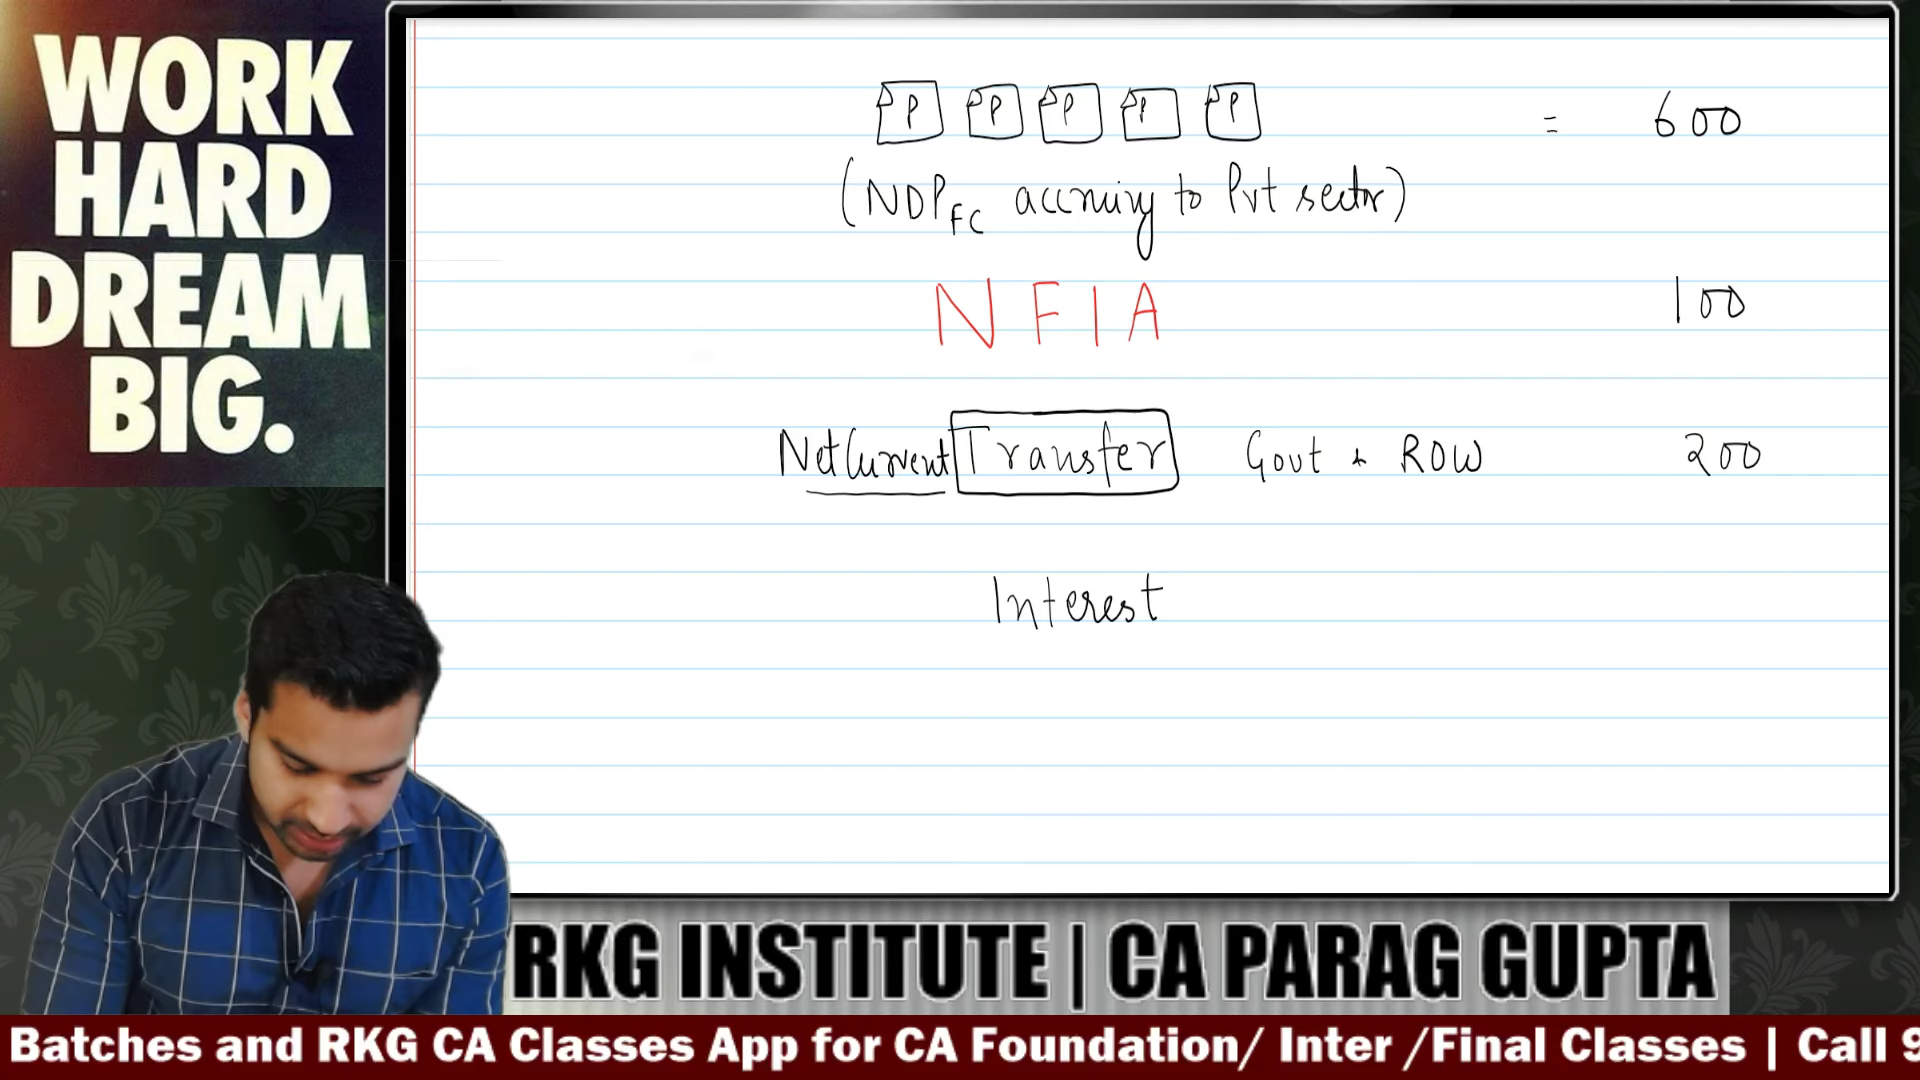 WORK
HARD
DREAM
BIG.
P P P P P = 600
(NDPFC accruing to Pvt sector)
NFIA 100
Net Current Transfer Govt + ROW 200
Interest
RKG INSTITUTE | CA PARAG GUPTA
Batches and RKG CA Classes App for CA Foundation/ Inter /Final Classes | Call 9